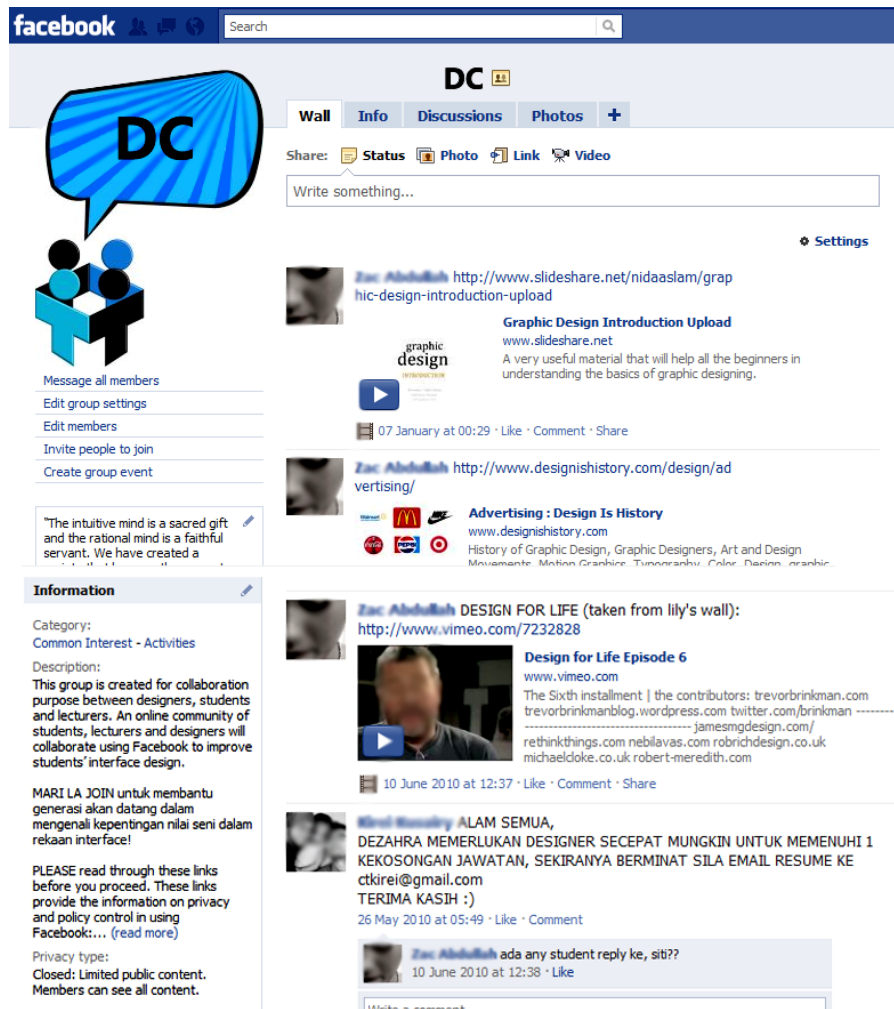 facebook
Search
DC
DC
Wall Info Discussions Photos +
Share: Status Photo Link Video
Write something...
Settings
http://www.slideshare.net/nidaaslam/grap
hic-design-introduction-upload
graphic
design
INTRODUCTION
Graphic Design Introduction Upload
www.slideshare.net
A very useful material that will help all the beginners in
understanding the basics of graphic designing.
07 January at 00:29 · Like · Comment · Share
Message all members
Edit group settings
Edit members
Invite people to join
Create group event
http://www.designishistory.com/design/ad
vertising/
PEPSI
Advertising : Design Is History
www.designishistory.com
History of Graphic Design, Graphic Designers, Art and Design
Movements, Motion Graphics, Typography, Color, Design, graphic
"The intuitive mind is a sacred gift
and the rational mind is a faithful
servant. We have created a
Information
Category:
Common Interest - Activities
Description:
This group is created for collaboration
purpose between designers, students
and lecturers. An online community of
students, lecturers and designers will
collaborate using Facebook to improve
students' interface design.
MARI LA JOIN untuk membantu
generasi akan datang dalam
mengenali kepentingan nilai seni dalam
rekaan interface!
PLEASE read through these links
before you proceed. These links
provide the information on privacy
and policy control in using
Facebook:... (read more)
Privacy type:
Closed: Limited public content.
Members can see all content.
DESIGN FOR LIFE (taken from lily's wall):
http://www.vimeo.com/7232828
Design for Life Episode 6
www.vimeo.com
The Sixth installment | the contributors: trevorbrinkman.com
trevorbrinkmanblog.wordpress.com twitter.com/brinkman --------
----------------------------------- jamesmgdesign.com/
rethinkthings.com nebilavas.com robrichdesign.co.uk
michaelcloke.co.uk robert-meredith.com
10 June 2010 at 12:37 · Like · Comment · Share
ALAM SEMUA,
DEZAHRA MEMERLUKAN DESIGNER SECEPAT MUNGKIN UNTUK MEMENUHI 1
KEKOSONGAN JAWATAN, SEKIRANYA BERMINAT SILA EMAIL RESUME KE
ctkirei@gmail.com
TERIMA KASIH :)
26 May 2010 at 05:49 · Like · Comment
ada any student reply ke, siti??
10 June 2010 at 12:38 · Like
Write a comment